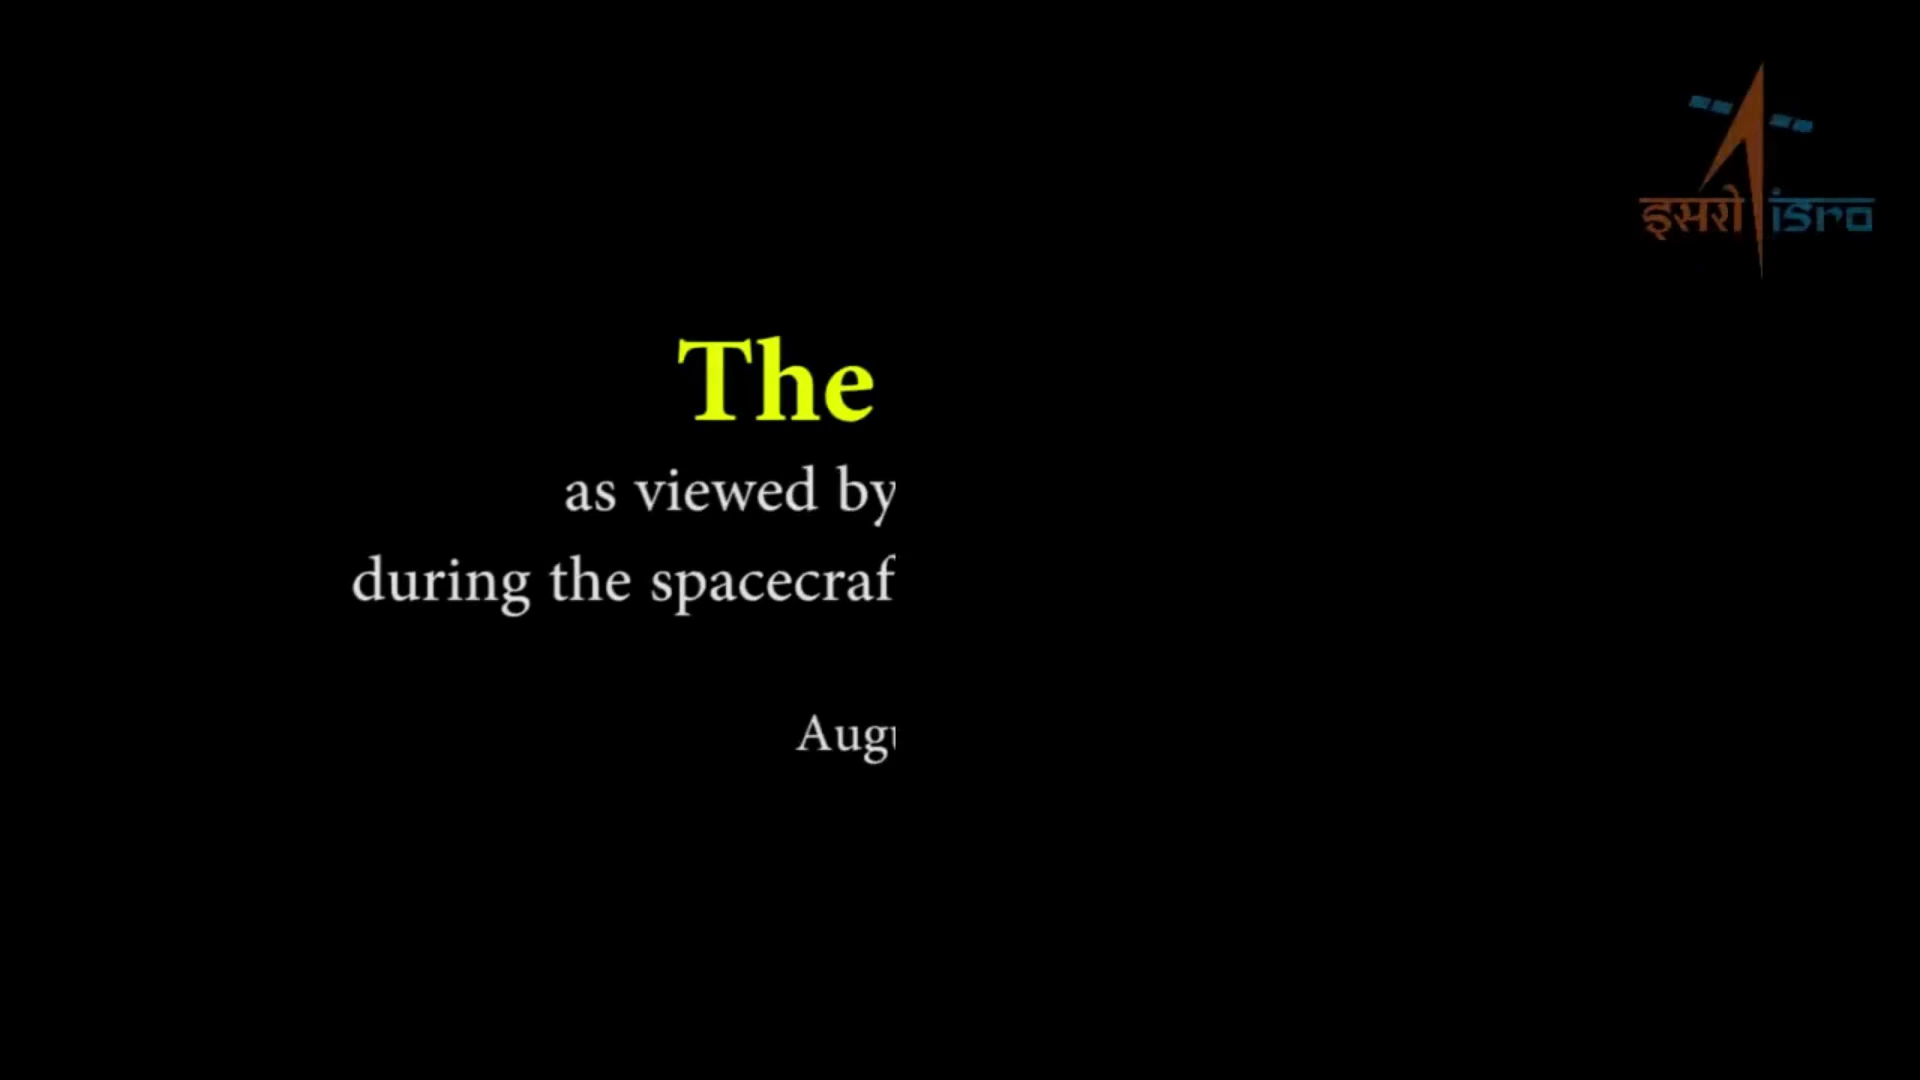 इसरो isro
The
as viewed by
during the spacecraf
Aug